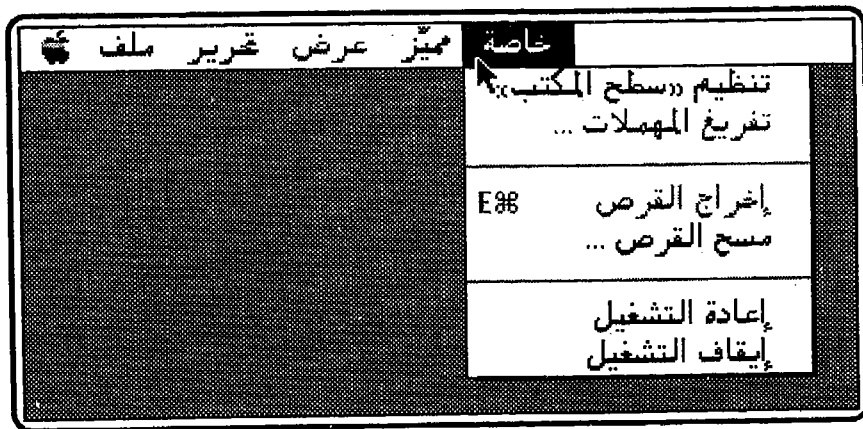 خاصة مميّز عرض تحرير ملف
تنظيم «سطح المكتب»
تفريغ المهملات ...
إخراج القرص E⌘
مسح القرص ...
إعادة التشغيل
إيقاف التشغيل